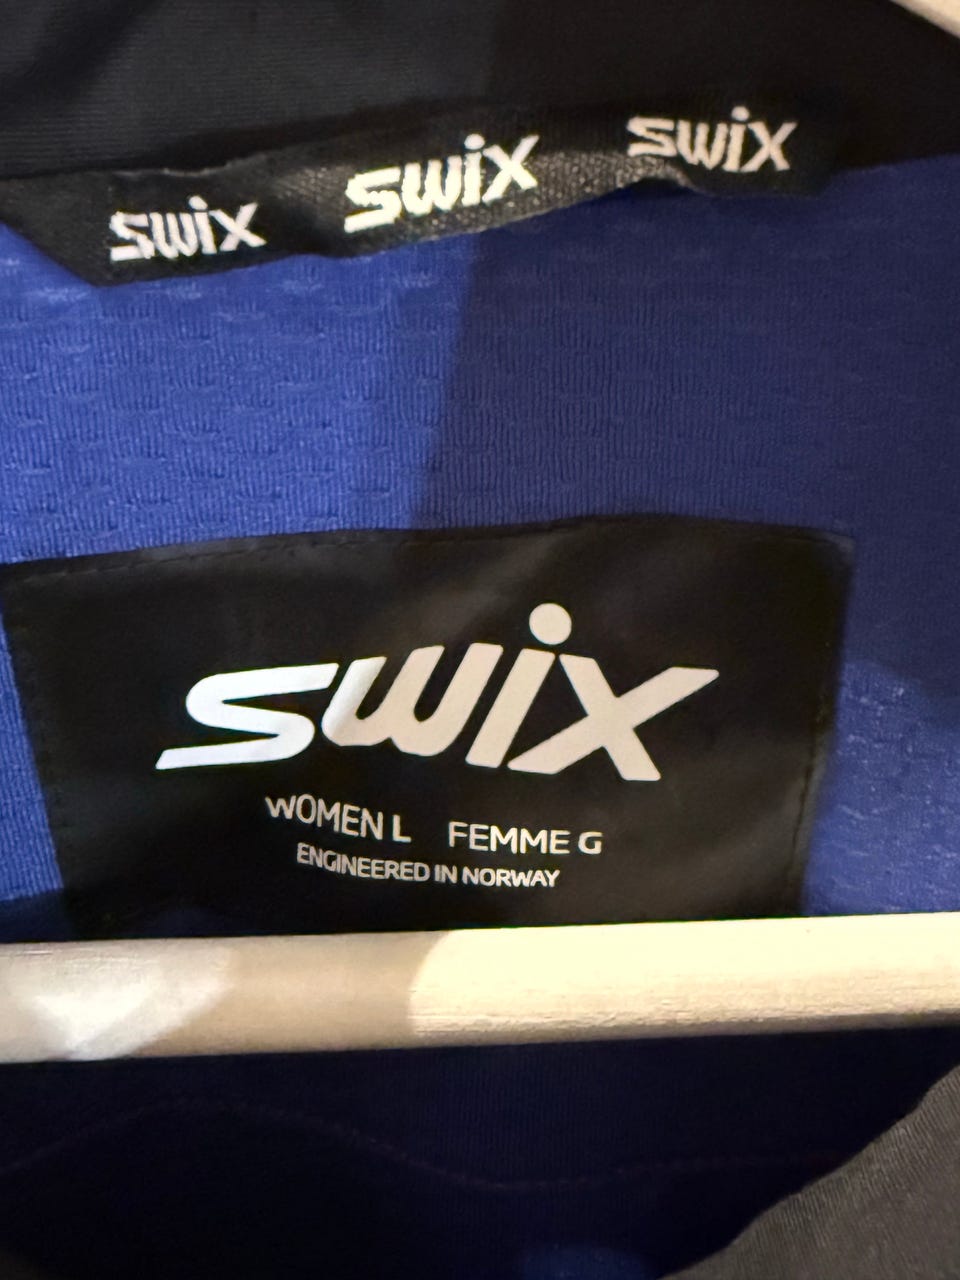 swix swix swix
swix
WOMEN L FEMME G
ENGINEERED IN NORWAY